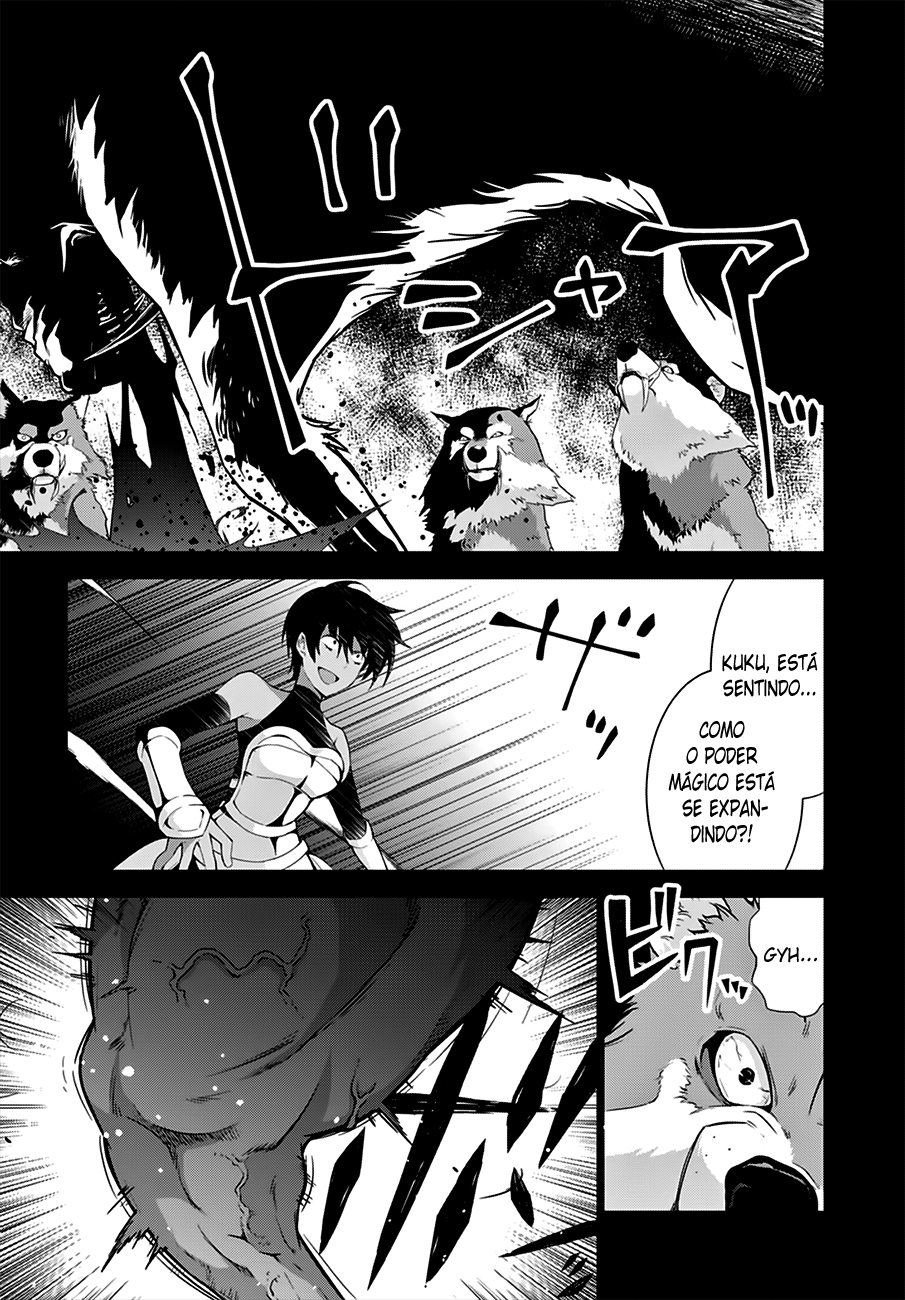 ドシャア
ザッ
KUKU, ESTÁ
SENTINDO...
COMO
O PODER
MÁGICO ESTÁ
SE EXPAN-
DINDO?!
GYH...
ビクッ